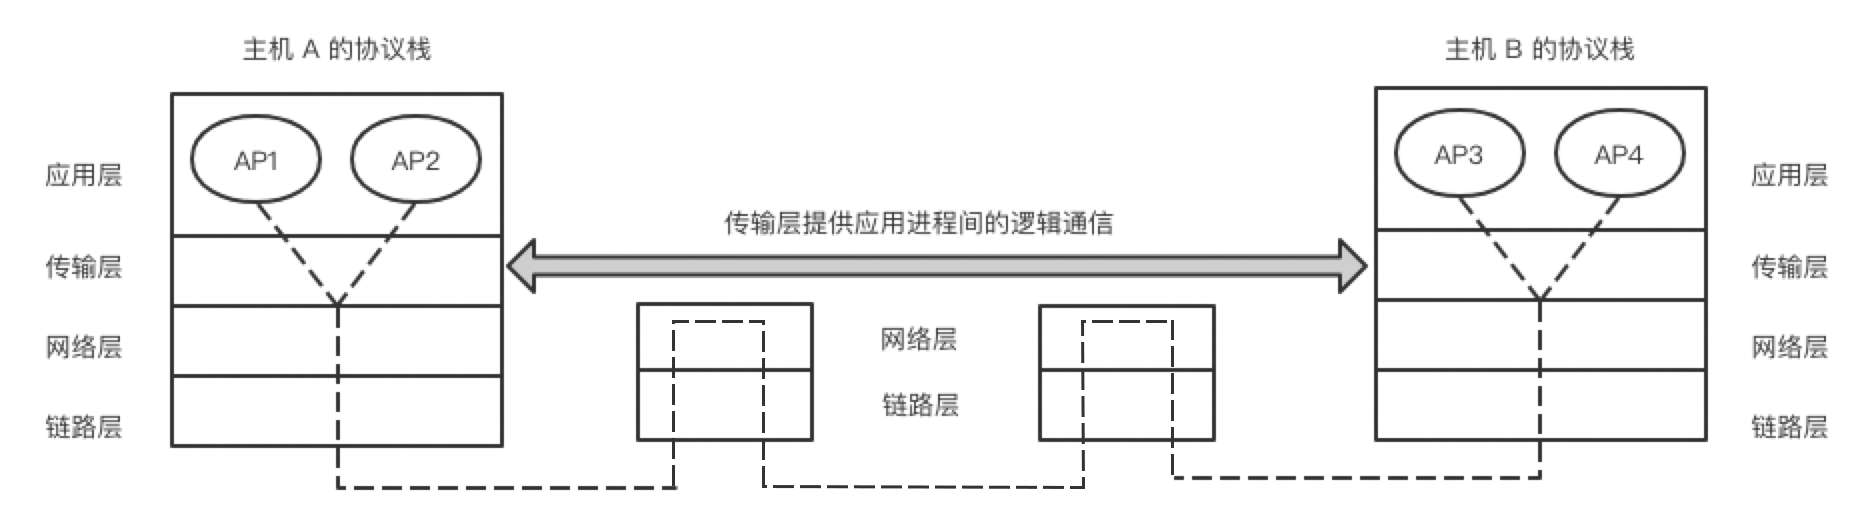 主机 A 的协议栈
主机 B 的协议栈
AP1
AP2
AP3
AP4
应用层
应用层
传输层提供应用进程间的逻辑通信
传输层
传输层
网络层
网络层
网络层
链路层
链路层
链路层